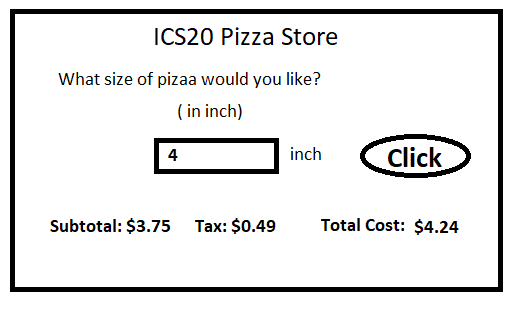 ICS20 Pizza Store
What size of pizaa would you like?
( in inch)
4 inch Click
Subtotal: $3.75 Tax: $0.49 Total Cost: $4.24